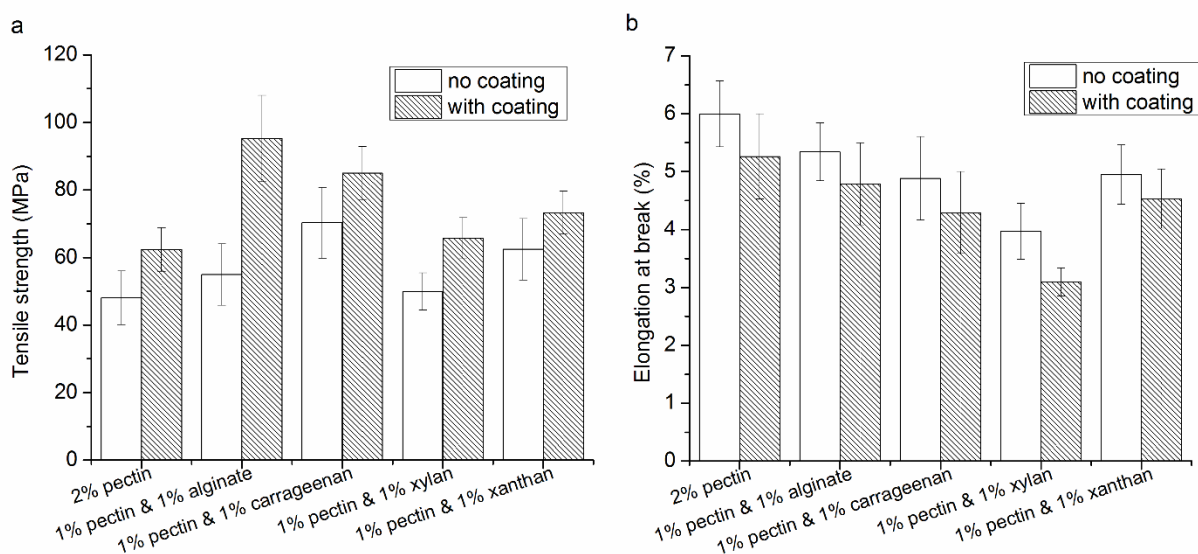 a
Tensile strength (MPa)
120
100
80
60
40
20
0
no coating
with coating
2% pectin
1% pectin & 1% alginate
1% pectin & 1% carrageenan
1% pectin & 1% xylan
1% pectin & 1% xanthan
b
Elongation at break (%)
7
6
5
4
3
2
1
0
no coating
with coating
2% pectin
1% pectin & 1% alginate
1% pectin & 1% carrageenan
1% pectin & 1% xylan
1% pectin & 1% xanthan